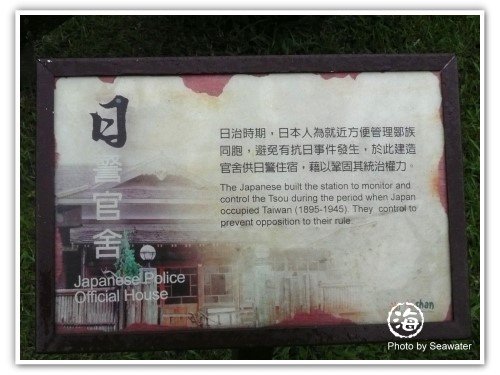 日警官舍
Japanese Police
Official House
日治時期，日本人為就近方便管理鄒族
同胞，避免有抗日事件發生，於此建造
官舍供日警住宿，藉以鞏固其統治權力。
The Japanese built the station to monitor and
control the Tsou during the period when Japan
occupied Taiwan (1895-1945). They control to
prevent opposition to their rule.
海
Photo by Seawater